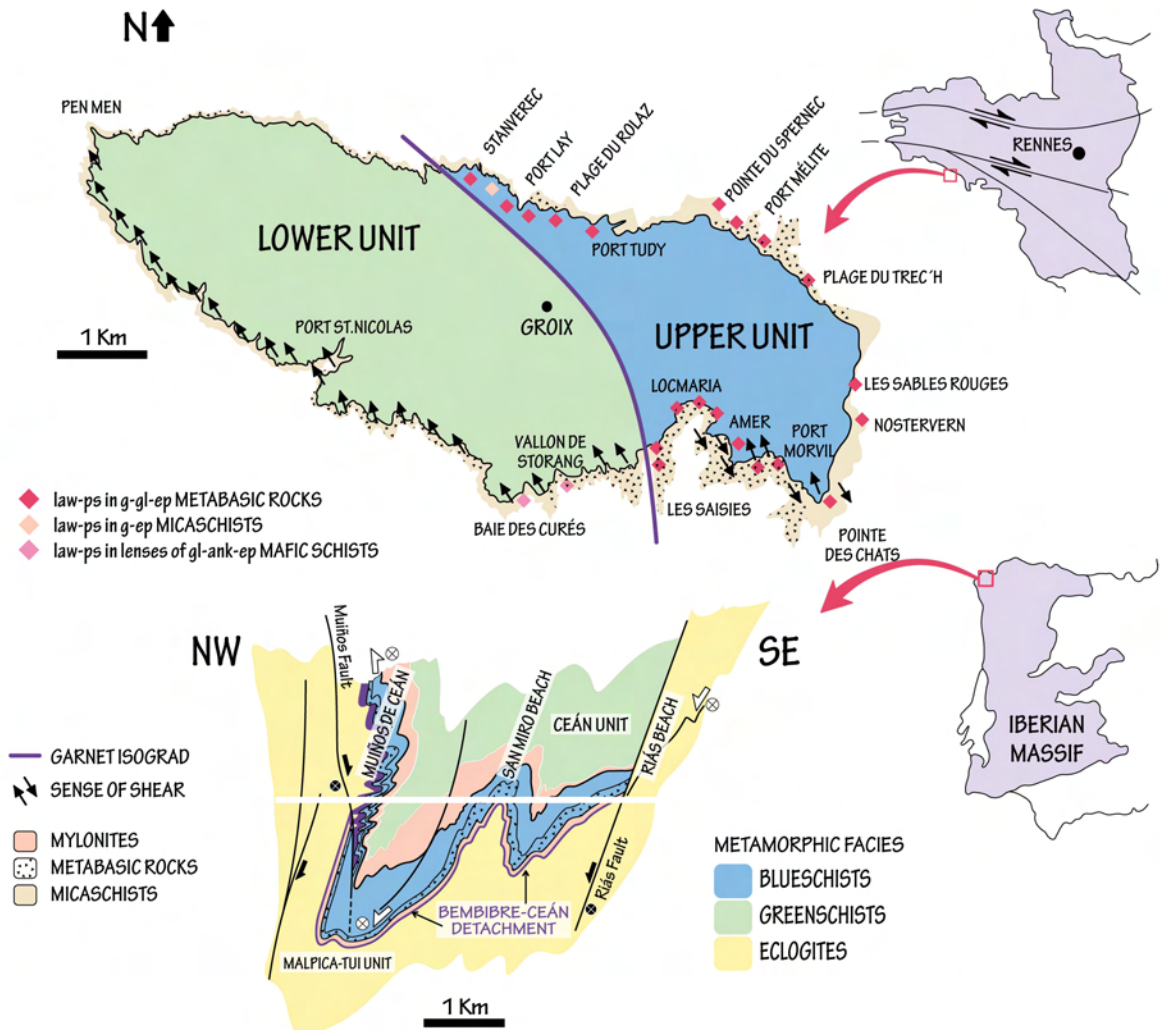 N
PEN MEN
STANVEREC
PORT LAY
PLAGE DU ROLAZ
POINTE DU SPERNEC
PORT MÉLITE
RENNES
LOWER UNIT
PORT TUDY
PLAGE DU TREC´H
1 Km
PORT ST.NICOLAS
GROIX
UPPER UNIT
LOCMARIA
LES SABLES ROUGES
AMER
NOSTERVERN
VALLON DE
STORANG
PORT
MORVIL
law-ps in g-gl-ep METABASIC ROCKS
LES SAISIES
law-ps in g-ep MICASCHISTS
BAIE DES CURÉS
POINTE
DES CHATS
law-ps in lenses of gl-ank-ep MAFIC SCHISTS
NW
Muiños Fault
SE
MUIÑOS DE CEÁN
SAN MIRO BEACH
CEÁN UNIT
RIÁS BEACH
IBERIAN
MASSIF
GARNET ISOGRAD
SENSE OF SHEAR
MYLONITES
METABASIC ROCKS
MICASCHISTS
Riás Fault
METAMORPHIC FACIES
BLUESCHISTS
GREENSCHISTS
ECLOGITES
BEMBIBRE-CEÁN
DETACHMENT
MALPICA-TUI UNIT
1 Km